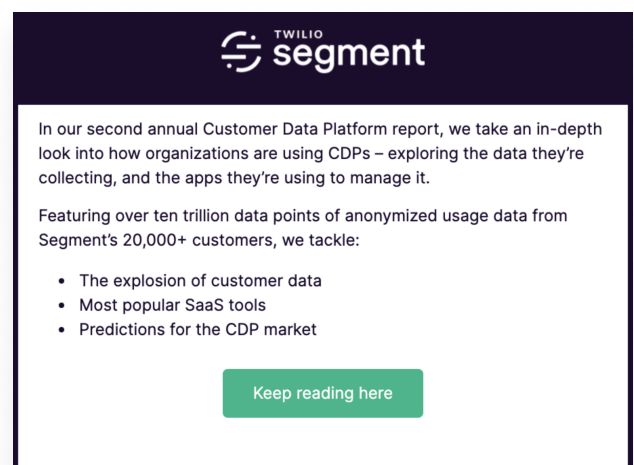 TWILIO
segment
In our second annual Customer Data Platform report, we take an in-depth
look into how organizations are using CDPs – exploring the data they’re
collecting, and the apps they’re using to manage it.
Featuring over ten trillion data points of anonymized usage data from
Segment’s 20,000+ customers, we tackle:
• The explosion of customer data
• Most popular SaaS tools
• Predictions for the CDP market
Keep reading here